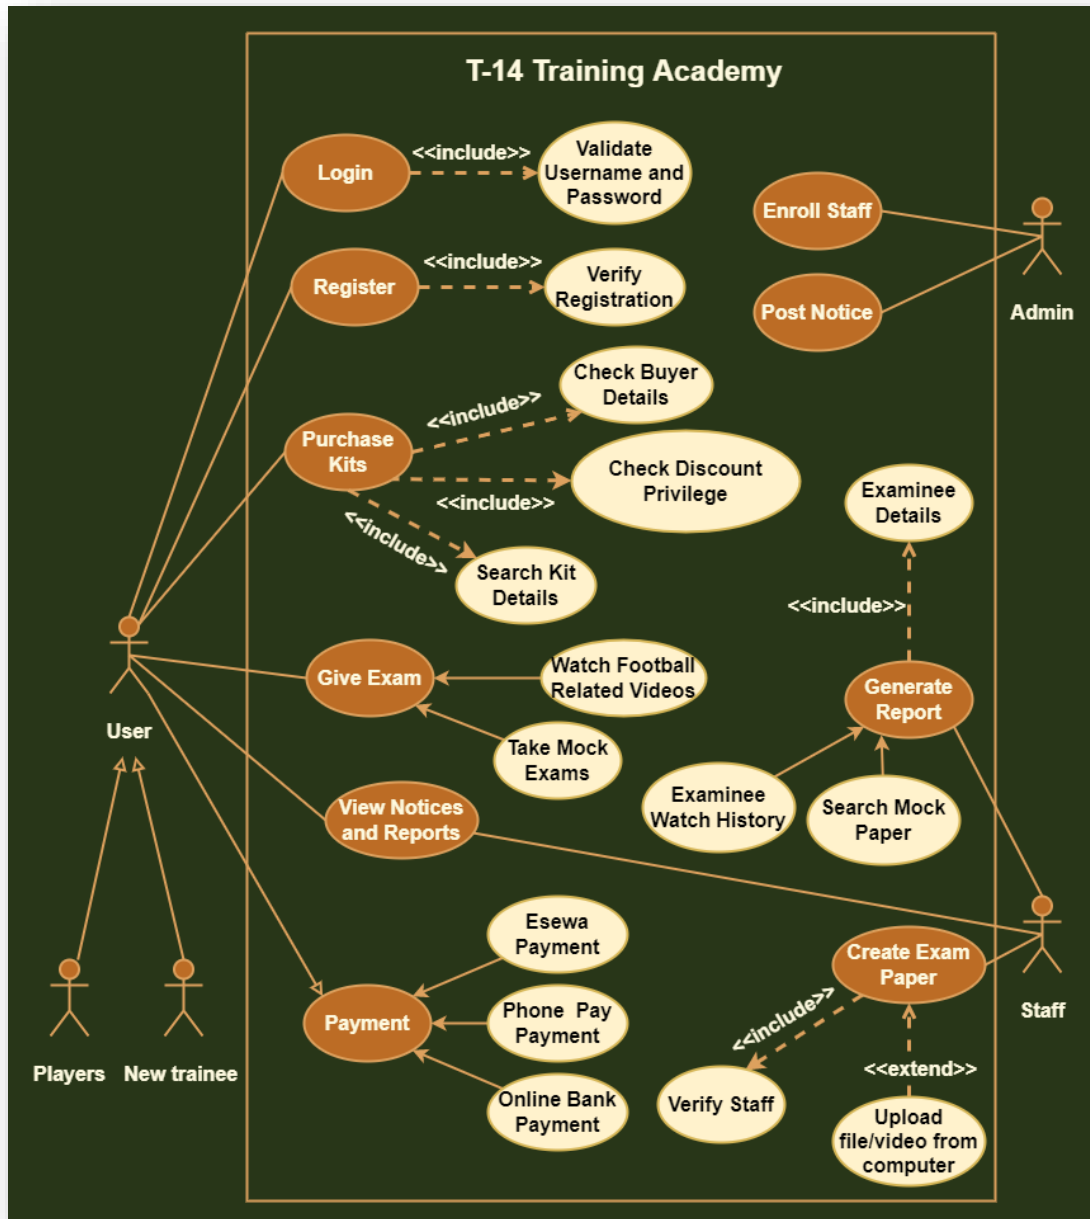 T-14 Training Academy
Login
<<include>>
Validate
Username and
Password
Enroll Staff
Register
<<include>>
Verify
Registration
Post Notice
Admin
Purchase
Kits
<<include>>
Check Buyer
Details
<<include>>
Check Discount
Privilege
<<include>>
Search Kit
Details
Examinee
Details
<<include>>
User
Give Exam
Watch Football
Related Videos
Take Mock
Exams
Generate
Report
Examinee
Watch History
Search Mock
Paper
View Notices
and Reports
Esewa
Payment
Payment
Phone Pay
Payment
Online Bank
Payment
Create Exam
Paper
Staff
<<include>>
Verify Staff
<<extend>>
Upload
file/video from
computer
Players
New trainee